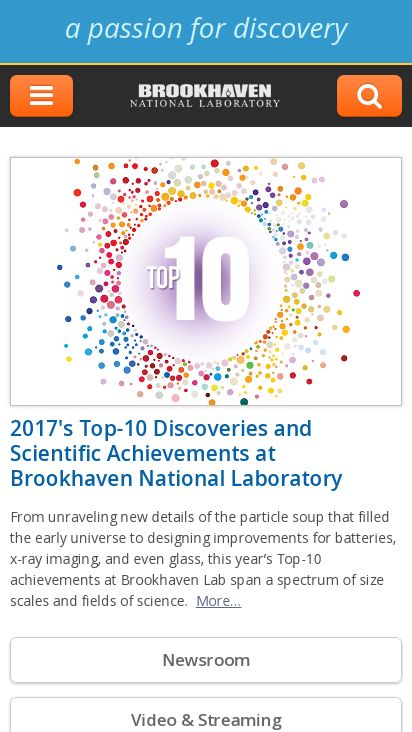 a passion for discovery
BROOKHAVEN
NATIONAL LABORATORY
TOP 10
2017's Top-10 Discoveries and
Scientific Achievements at
Brookhaven National Laboratory
From unraveling new details of the particle soup that filled
the early universe to designing improvements for batteries,
x-ray imaging, and even glass, this year’s Top-10
achievements at Brookhaven Lab span a spectrum of size
scales and fields of science. More...
Newsroom
Video & Streaming